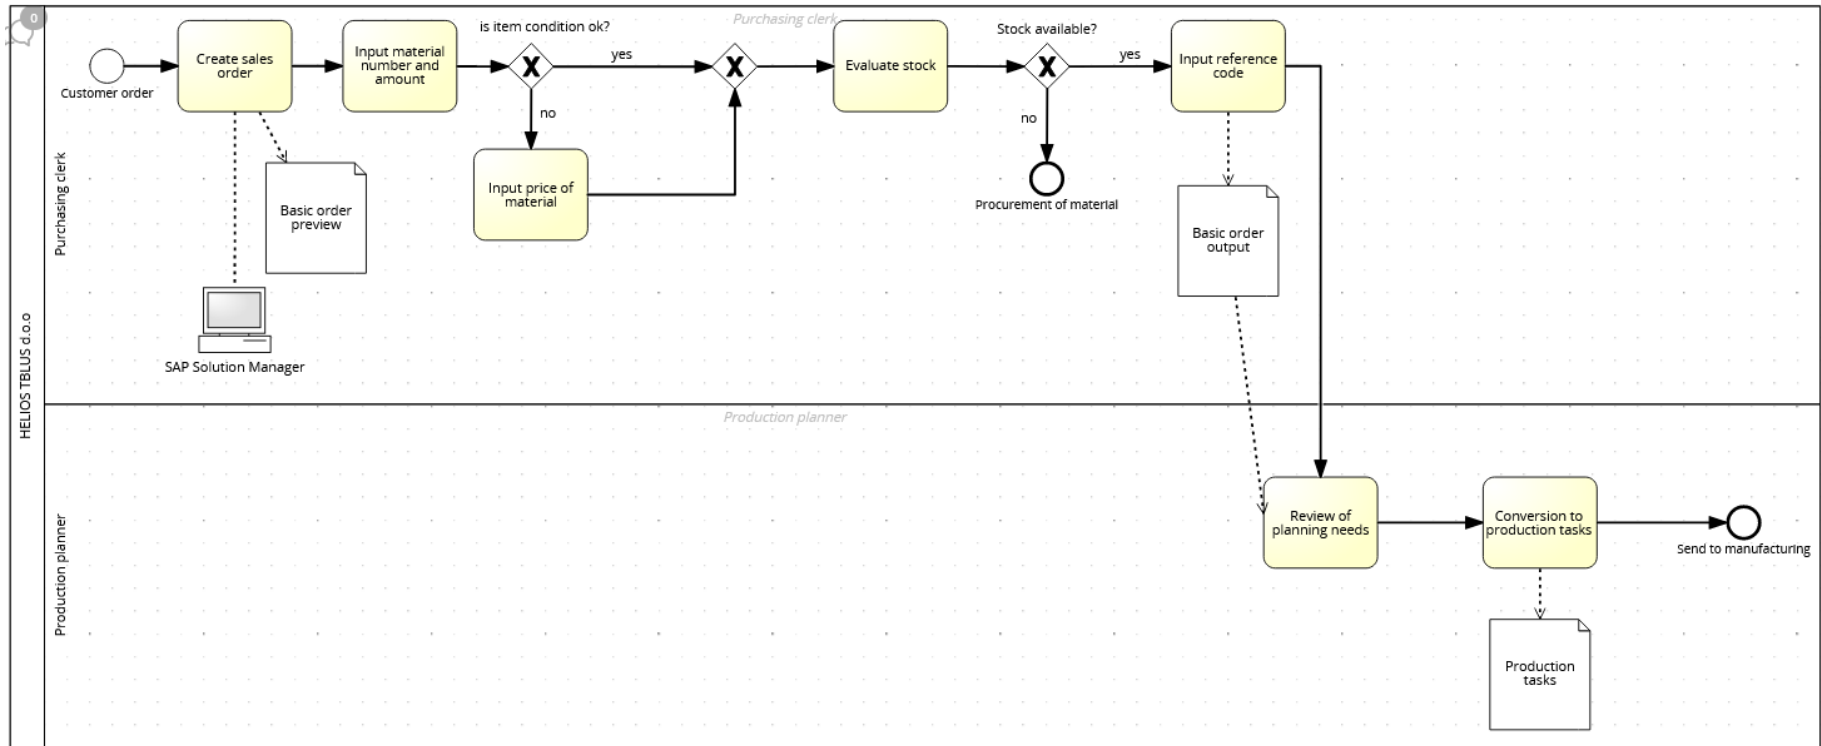 0
Purchasing clerk
is item condition ok?
Stock available?
Customer order
Create sales
order
Input material
number and
amount
X
yes
X
Evaluate stock
X
yes
Input reference
code
no
no
Input price of
material
Procurement of material
Basic order
preview
Basic order
output
SAP Solution Manager
Purchasing clerk
HELIOS TBLUS d.o.o
Production planner
Production planner
Review of
planning needs
Conversion to
production tasks
Send to manufacturing
Production
tasks